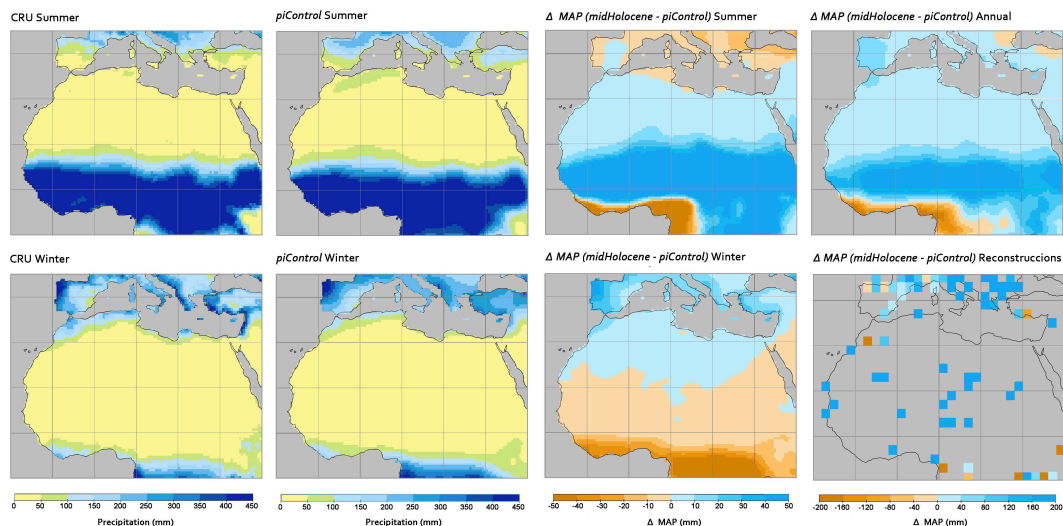 CRU Summer
piControl Summer
Δ MAP (midHolocene - piControl) Summer
Δ MAP (midHolocene - piControl) Annual
CRU Winter
piControl Winter
Δ MAP (midHolocene - piControl) Winter
Δ MAP (midHolocene - piControl) Reconstruccions
0 50 100 150 200 250 300 350 400 450
Precipitation (mm)
0 50 100 150 200 250 300 350 400 450
Precipitation (mm)
-50 -40 -30 -20 -10 0 10 20 30 40 50
Δ MAP (mm)
-200 -160 -120 -80 -40 0 40 80 120 160 200
Δ MAP (mm)